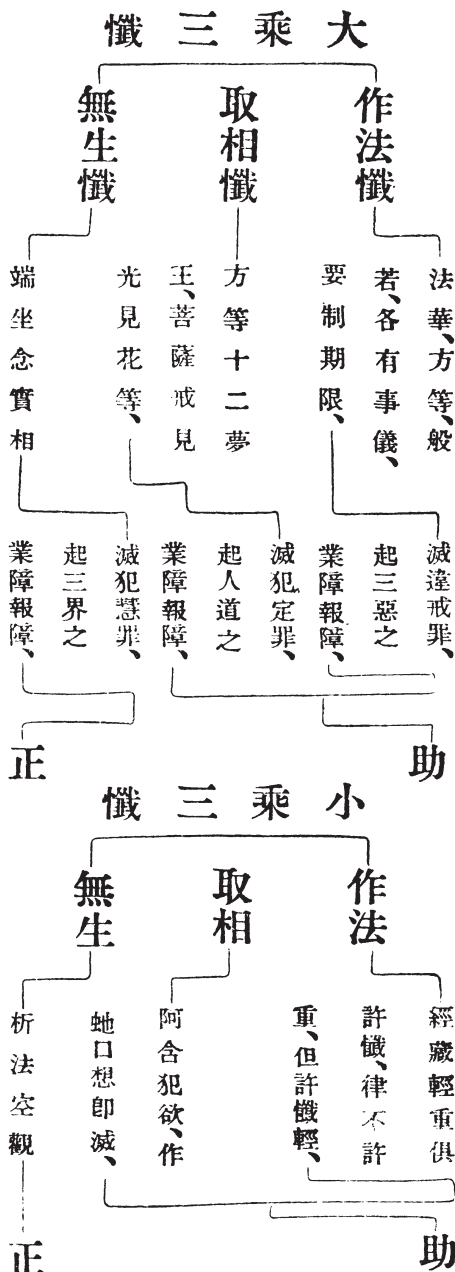 大乘三懺
作法懺
取相懺
無生懺
法華、方等、般
若、各有事儀、
要制期限、
方等十二夢
王、菩薩戒見
光見花等、
端坐念實相
滅違戒罪、
起三惡之
業障報障、
滅犯定罪、
起人道之
業障報障、
滅犯慧罪、
起三界之
業障報障、
助
正
小乘三懺
作法
取相
無生
經藏輕重俱
許懺、律不許
重、但許懺輕、
阿含犯欲、作
虵口想即滅、
析法空觀
助
正